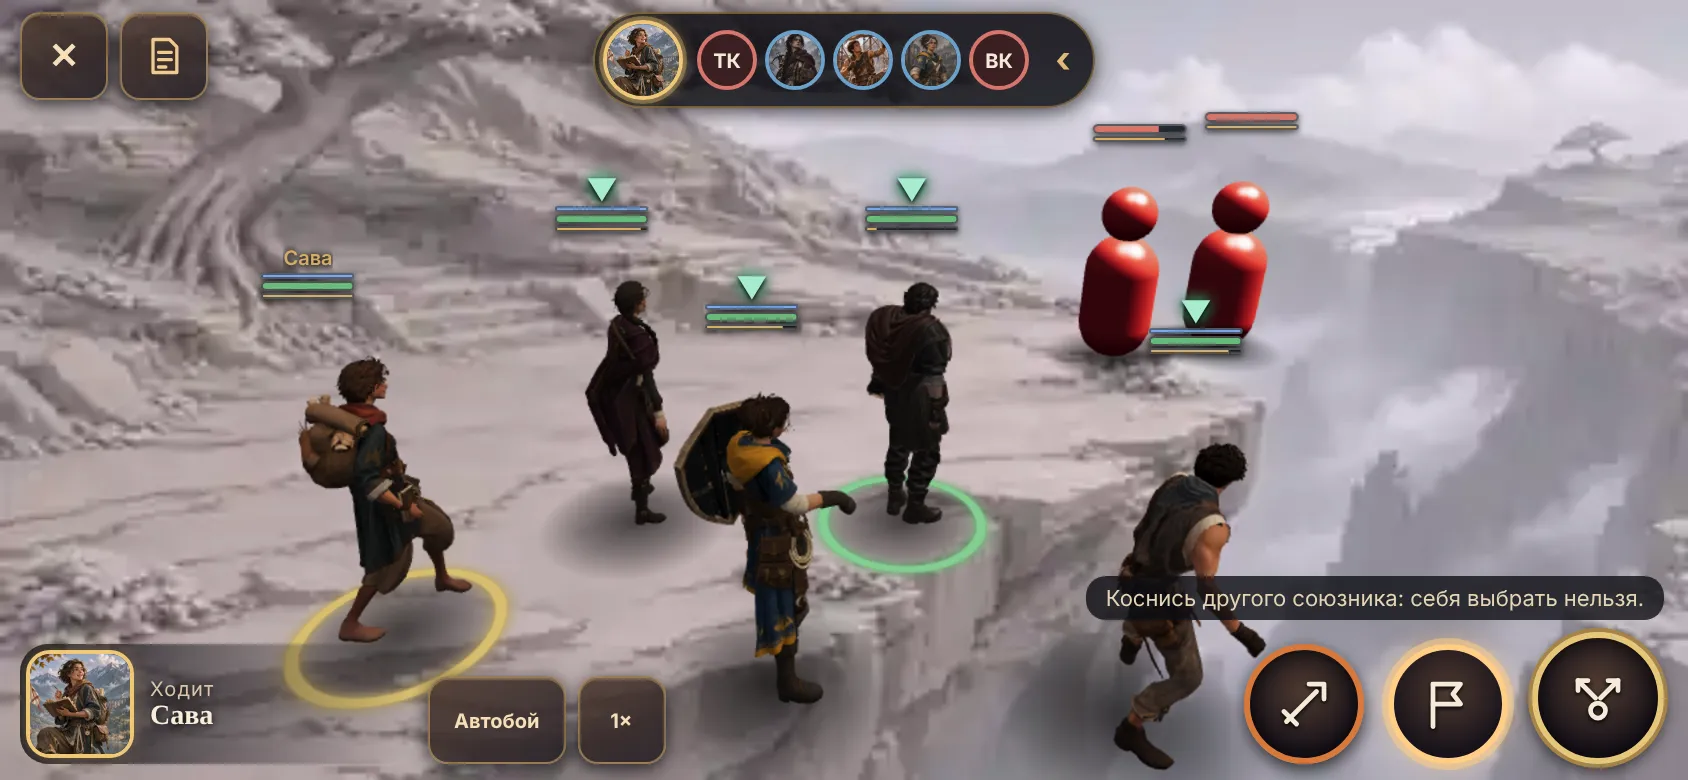 ТК
ВК
Сава
Коснись другого союзника: себя выбрать нельзя.
Ходит
Сава
Автобой
1×